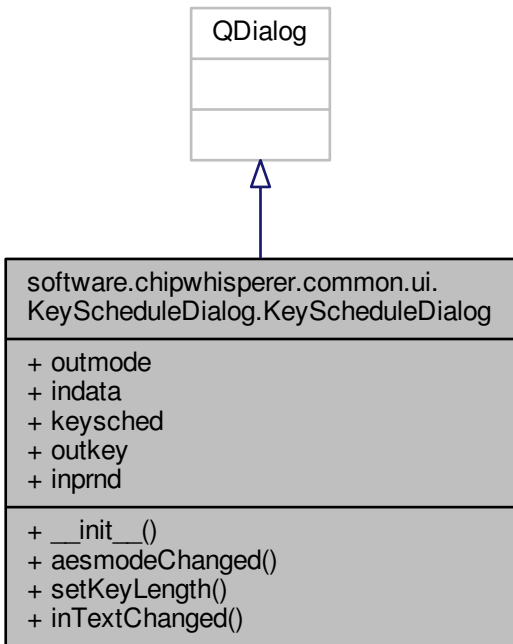 QDialog
software.chipwhisperer.common.ui.
KeyScheduleDialog.KeyScheduleDialog
+ outmode
+ indata
+ keysched
+ outkey
+ inprnd
+ __init__()
+ aesmodeChanged()
+ setKeyLength()
+ inTextChanged()